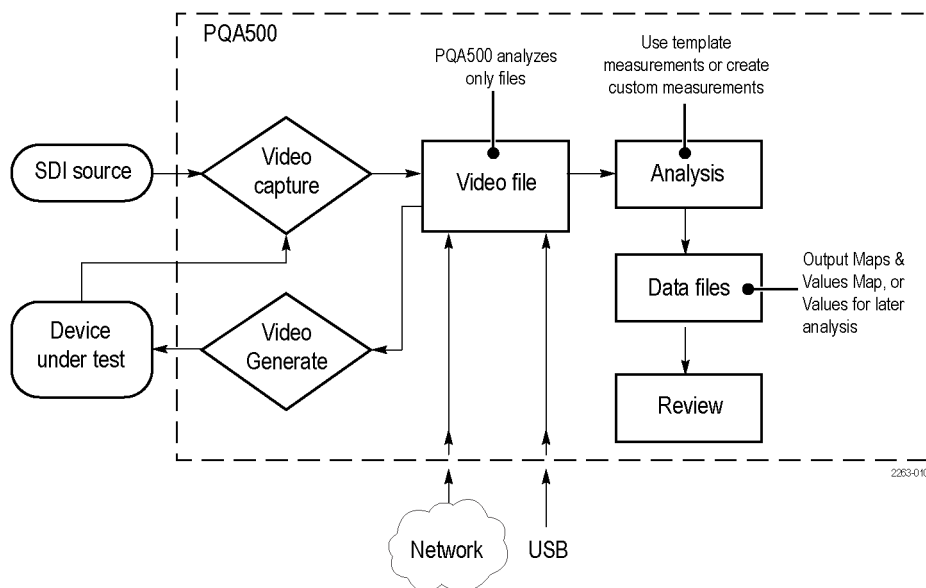 PQA500
PQA500 analyzes
only files
Use template
measurements or create
custom measurements
SDI source
Video
capture
Video file
Analysis
Data files
Output Maps &
Values Map, or
Values for later
analysis
Device
under test
Video
Generate
Review
2263-010
Network
USB